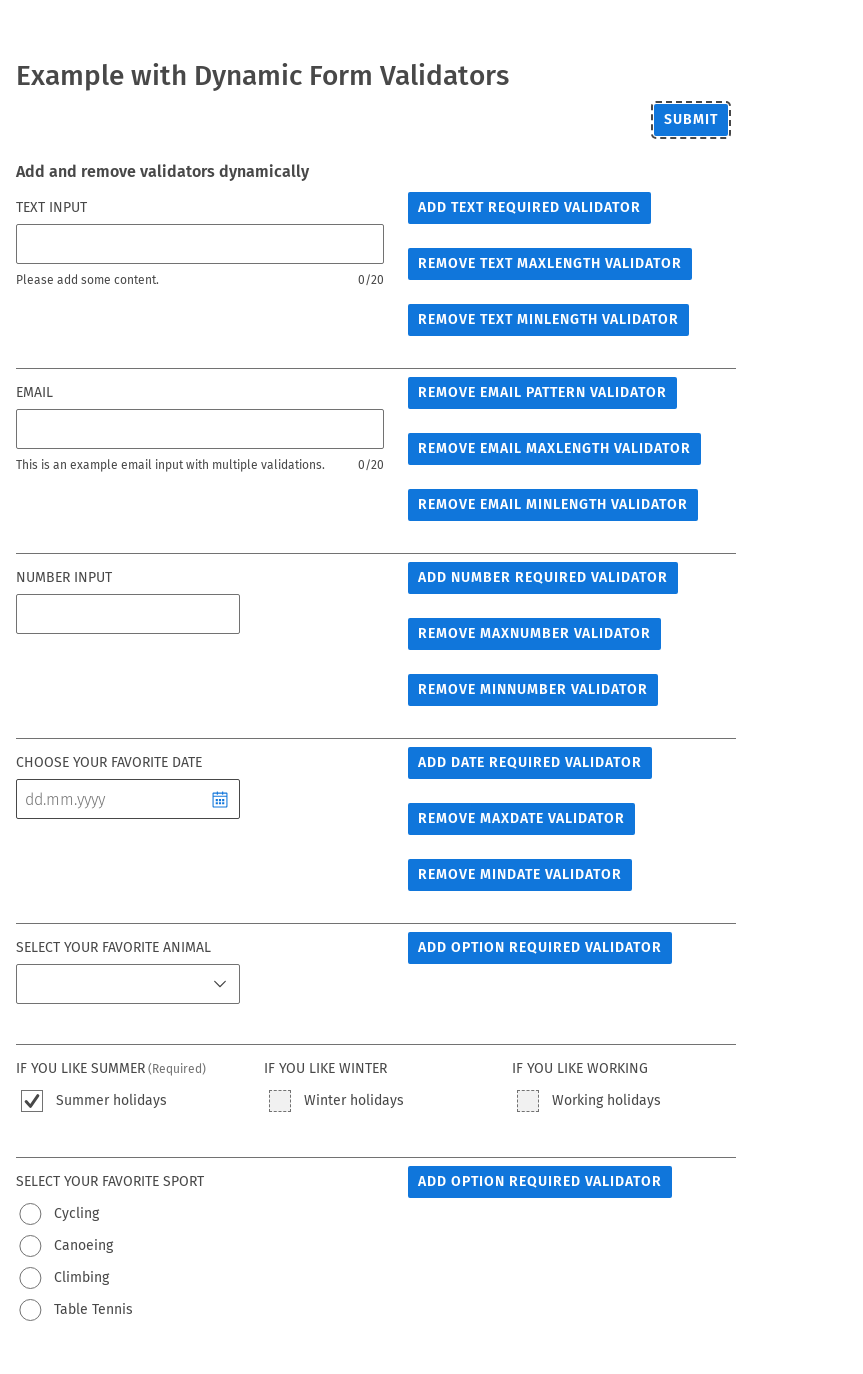 Example with Dynamic Form Validators
SUBMIT
Add and remove validators dynamically
TEXT INPUT
ADD TEXT REQUIRED VALIDATOR
REMOVE TEXT MAXLENGTH VALIDATOR
Please add some content. 0/20
REMOVE TEXT MINLENGTH VALIDATOR
EMAIL
REMOVE EMAIL PATTERN VALIDATOR
REMOVE EMAIL MAXLENGTH VALIDATOR
This is an example email input with multiple validations. 0/20
REMOVE EMAIL MINLENGTH VALIDATOR
NUMBER INPUT
ADD NUMBER REQUIRED VALIDATOR
REMOVE MAXNUMBER VALIDATOR
REMOVE MINNUMBER VALIDATOR
CHOOSE YOUR FAVORITE DATE
ADD DATE REQUIRED VALIDATOR
dd.mm.yyyy
REMOVE MAXDATE VALIDATOR
REMOVE MINDATE VALIDATOR
SELECT YOUR FAVORITE ANIMAL
ADD OPTION REQUIRED VALIDATOR
IF YOU LIKE SUMMER (Required) IF YOU LIKE WINTER IF YOU LIKE WORKING
Summer holidays Winter holidays Working holidays
SELECT YOUR FAVORITE SPORT
ADD OPTION REQUIRED VALIDATOR
Cycling
Canoeing
Climbing
Table Tennis